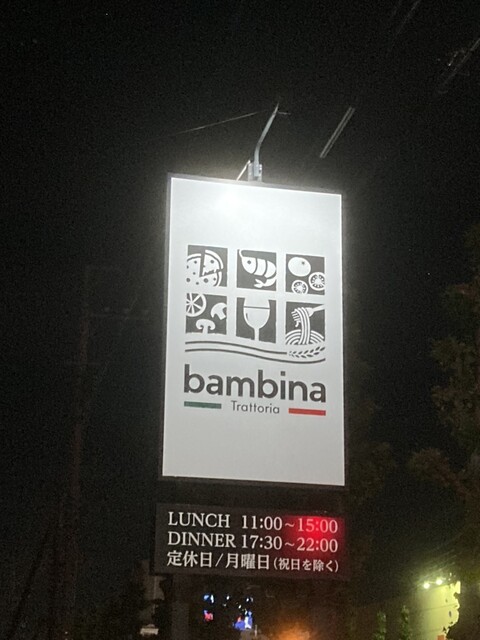 bambina
Trattoria
LUNCH 11:00～15:00
DINNER 17:30～22:00
定休日/月曜日(祝日を除く)